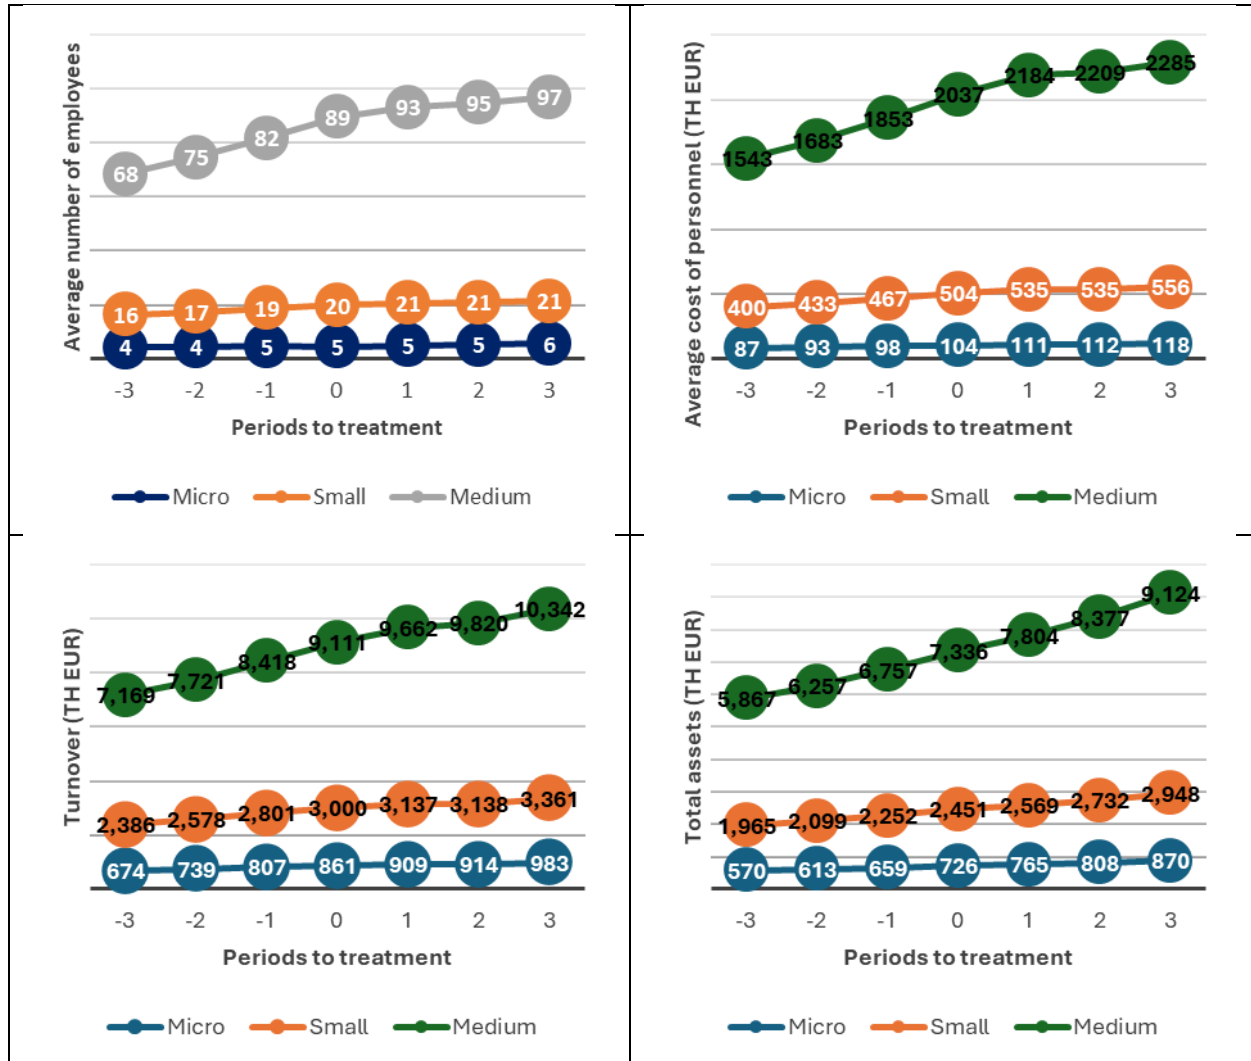 Average number of employees
68 75 82 89 93 95 97
16 17 19 20 21 21 21
4 4 5 5 5 5 6
-3 -2 -1 0 1 2 3
Periods to treatment
Micro Small Medium
Average cost of personnel (TH EUR)
1543 1683 1853 2037 2184 2209 2285
400 433 467 504 535 535 556
87 93 98 104 111 112 118
-3 -2 -1 0 1 2 3
Periods to treatment
Micro Small Medium
Turnover (TH EUR)
7,169 7,721 8,418 9,111 9,662 9,820 10,342
2,386 2,578 2,801 3,000 3,137 3,138 3,361
674 739 807 861 909 914 983
-3 -2 -1 0 1 2 3
Periods to treatment
Micro Small Medium
Total assets (TH EUR)
5,867 6,257 6,757 7,336 7,804 8,377 9,124
1,965 2,099 2,252 2,451 2,569 2,732 2,948
570 613 659 726 765 808 870
-3 -2 -1 0 1 2 3
Periods to treatment
Micro Small Medium